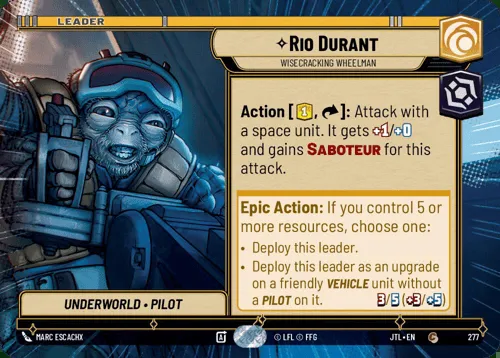 LEADER
RIO DURANT
WISECRACKING WHEELMAN
Action [1, ]: Attack with
a space unit. It gets +1/+0
and gains SABOTEUR for this
attack.
Epic Action: If you control 5 or
more resources, choose one:
• Deploy this leader.
• Deploy this leader as an upgrade
on a friendly VEHICLE unit without
a PILOT on it. 3/5 (+3/+5)
UNDERWORLD • PILOT
MARC ESCACHX
A
© LFL © FFG
JTL • EN
277